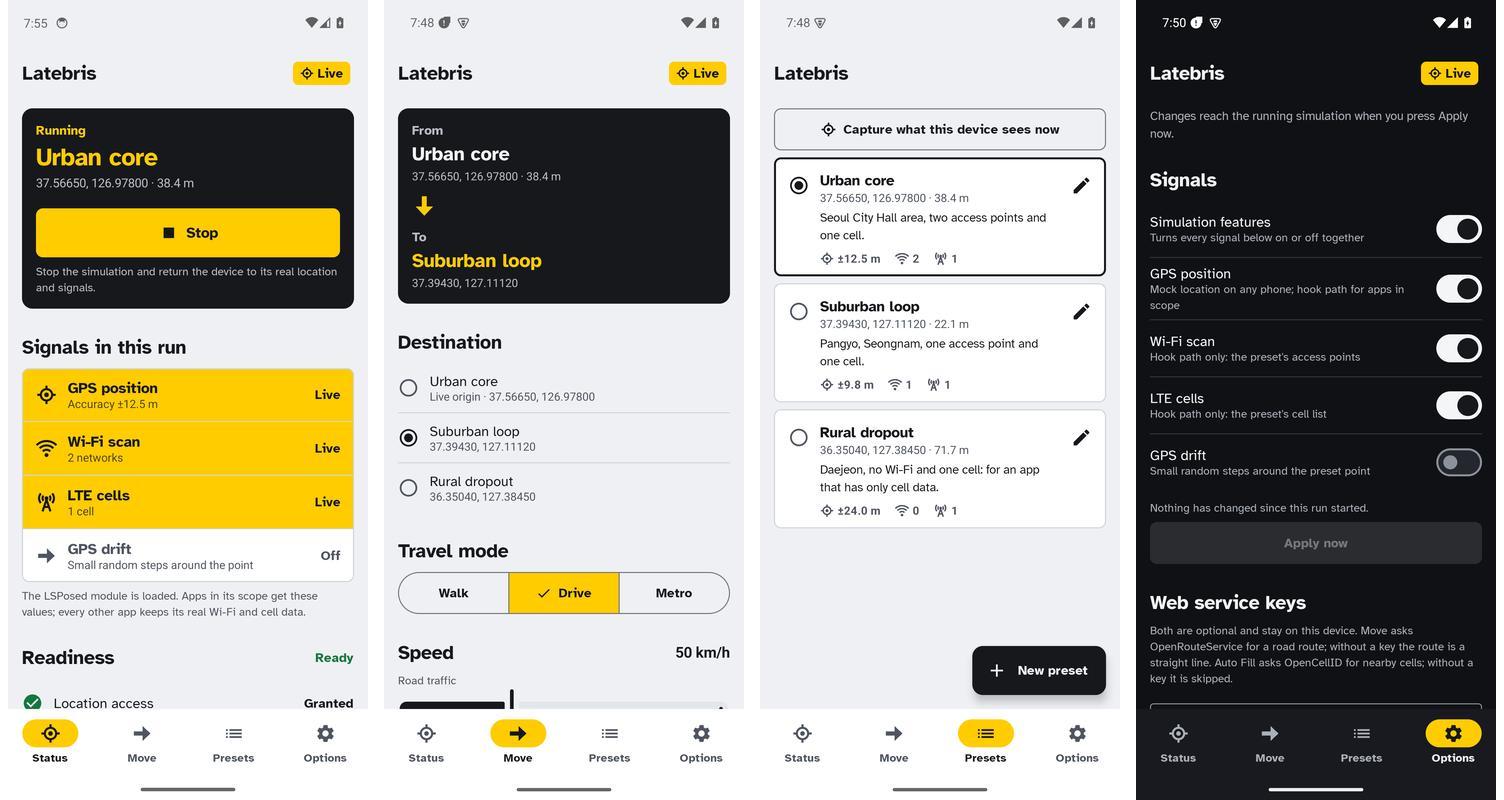 7:55
Latebris
Live
Running
Urban core
37.56650, 126.97800 · 38.4 m
Stop
Stop the simulation and return the device to its real location
and signals.
Signals in this run
GPS position
Accuracy ±12.5 m
Live
Wi-Fi scan
2 networks
Live
LTE cells
1 cell
Live
GPS drift
Small random steps around the point
Off
The LSPosed module is loaded. Apps in its scope get these
values; every other app keeps its real Wi-Fi and cell data.
Readiness
Ready
Location access
Granted
Status
Move
Presets
Options
7:48
Latebris
Live
From
Urban core
37.56650, 126.97800 · 38.4 m
To
Suburban loop
37.39430, 127.11120
Destination
Urban core
Live origin · 37.56650, 126.97800
Suburban loop
37.39430, 127.11120
Rural dropout
36.35040, 127.38450
Travel mode
Walk
Drive
Metro
Speed
50 km/h
Road traffic
Status
Move
Presets
Options
7:48
Latebris
Capture what this device sees now
Urban core
37.56650, 126.97800 · 38.4 m
Seoul City Hall area, two access points and
one cell.
±12.5 m
2
1
Suburban loop
37.39430, 127.11120 · 22.1 m
Pangyo, Seongnam, one access point and
one cell.
±9.8 m
1
1
Rural dropout
36.35040, 127.38450 · 71.7 m
Daejeon, no Wi-Fi and one cell: for an app
that has only cell data.
±24.0 m
0
1
New preset
Status
Move
Presets
Options
7:50
Latebris
Live
Changes reach the running simulation when you press Apply
now.
Signals
Simulation features
Turns every signal below on or off together
GPS position
Mock location on any phone; hook path for apps in
scope
Wi-Fi scan
Hook path only: the preset's access points
LTE cells
Hook path only: the preset's cell list
GPS drift
Small random steps around the preset point
Nothing has changed since this run started.
Apply now
Web service keys
Both are optional and stay on this device. Move asks
OpenRouteService for a road route; without a key the route is a
straight line. Auto Fill asks OpenCellID for nearby cells; without a
key it is skipped.
Status
Move
Presets
Options